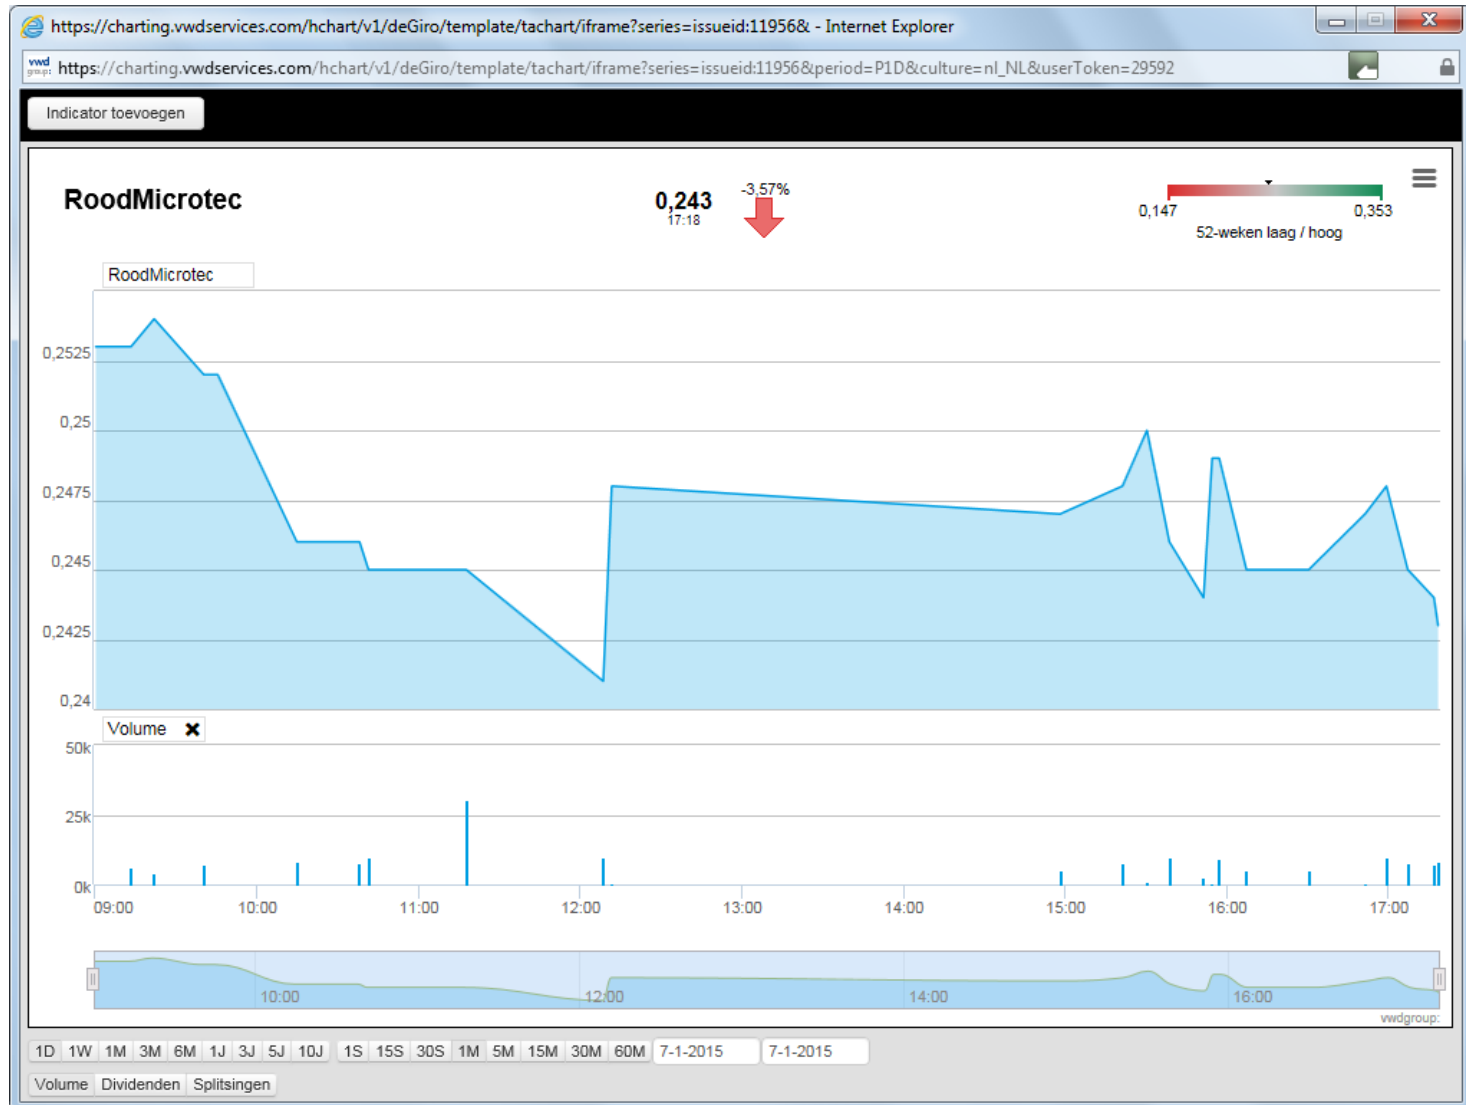 https://charting.vwdservices.com/hchart/v1/deGiro/template/tachart/iframe?series=issueid:11956& - Internet Explorer
vwd group: https://charting.vwdservices.com/hchart/v1/deGiro/template/tachart/iframe?series=issueid:11956&period=P1D&culture=nl_NL&userToken=29592
Indicator toevoegen
RoodMicrotec
0,243
17:18
-3,57%
0,147 0,353
52-weken laag / hoog
RoodMicrotec
0,2525
0,25
0,2475
0,245
0,2425
0,24
Volume
50k
25k
0k
09:00 10:00 11:00 12:00 13:00 14:00 15:00 16:00 17:00
10:00 12:00 14:00 16:00
vwdgroup:
1D 1W 1M 3M 6M 1J 3J 5J 10J 1S 15S 30S 1M 5M 15M 30M 60M 7-1-2015 7-1-2015
Volume Dividenden Splitsingen